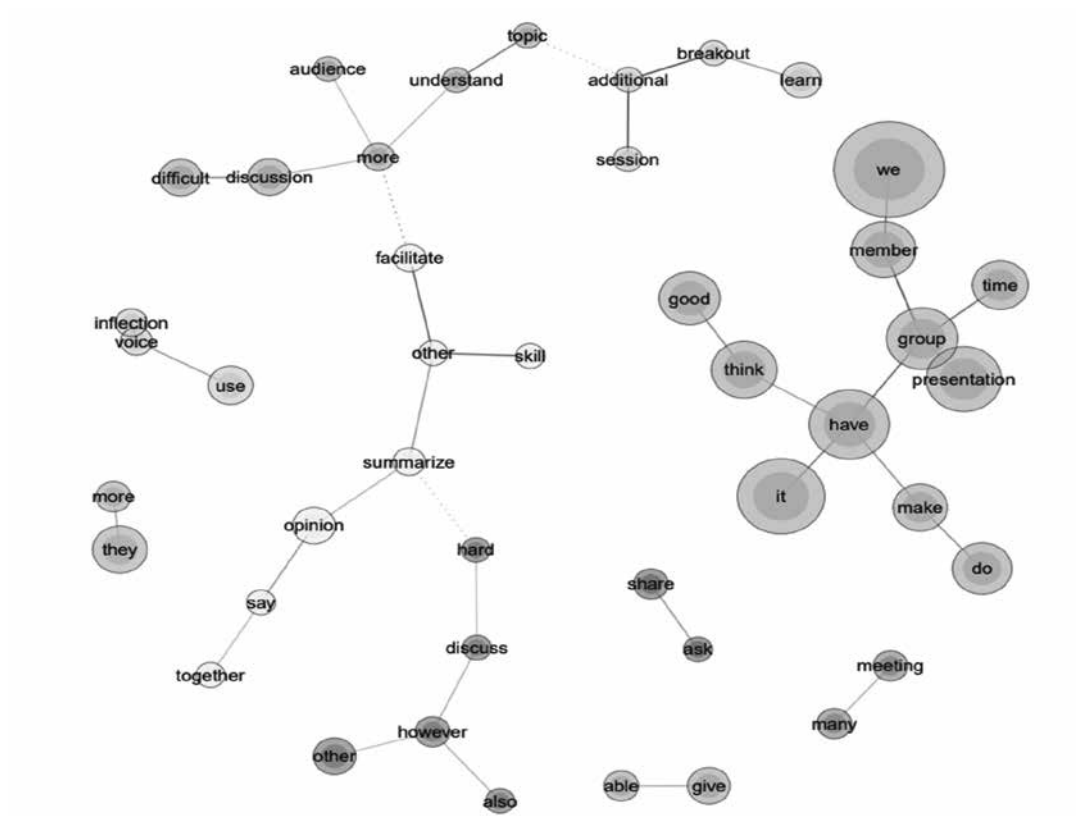 topic
breakout
audience
understand
additional
learn
more
session
we
difficult
discussion
member
facilitate
time
good
inflection
voice
group
other
skill
think
presentation
use
have
summarize
more
it
make
opinion
they
hard
do
share
say
discuss
ask
together
meeting
however
many
other
able
give
also